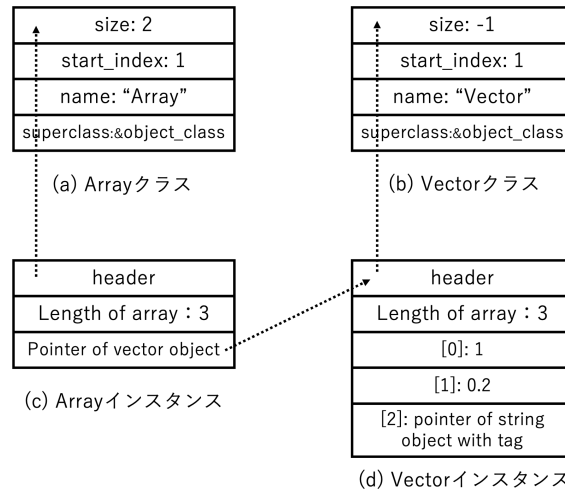 size: 2
start_index: 1
name: “Array”
superclass:&object_class
(a) Arrayクラス
size: -1
start_index: 1
name: “Vector”
superclass:&object_class
(b) Vectorクラス
header
Length of array：3
Pointer of vector object
(c) Arrayインスタンス
header
Length of array：3
[0]: 1
[1]: 0.2
[2]: pointer of string
object with tag
(d) Vectorインスタンス